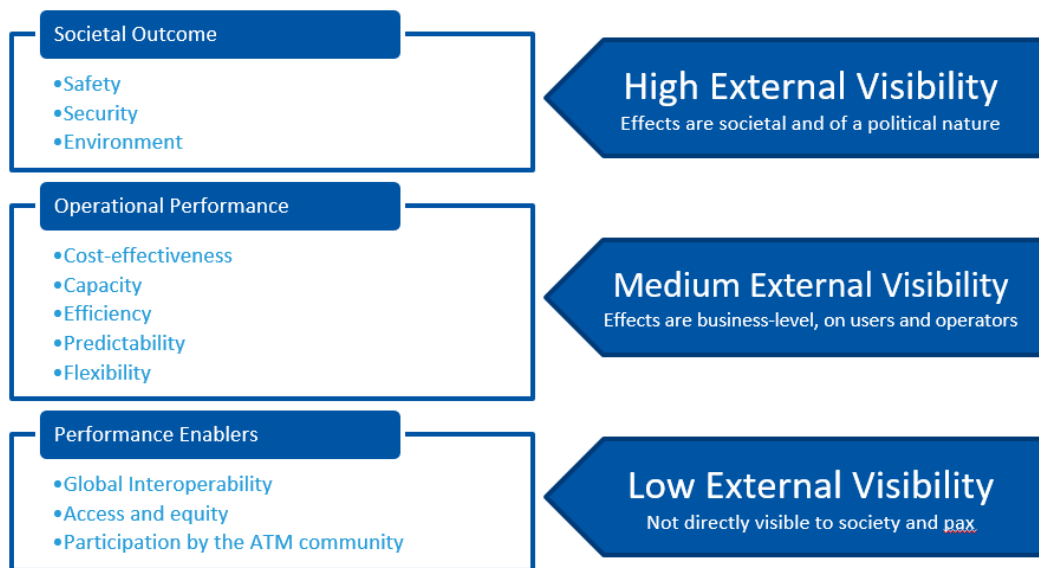 Societal Outcome
•Safety
•Security
•Environment
High External Visibility
Effects are societal and of a political nature
Operational Performance
•Cost-effectiveness
•Capacity
•Efficiency
•Predictability
•Flexibility
Medium External Visibility
Effects are business-level, on users and operators
Performance Enablers
•Global Interoperability
•Access and equity
•Participation by the ATM community
Low External Visibility
Not directly visible to society and pax